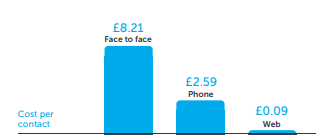 £8.21
Face to face
£2.59
Phone
£0.09
Web
Cost per
contact